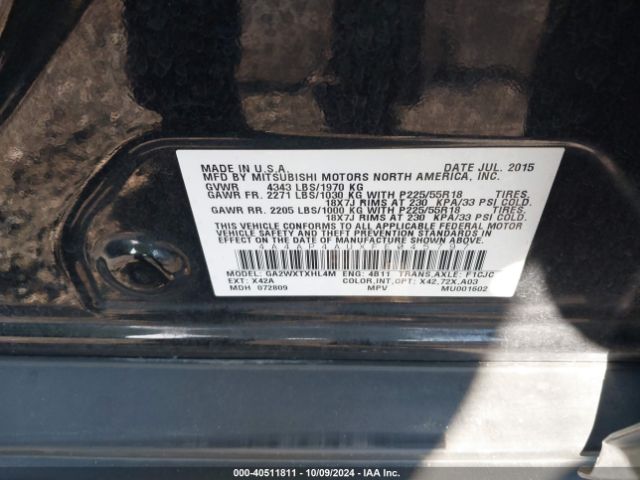 MADE IN U.S.A. DATE JUL. 2015
MFD BY MITSUBISHI MOTORS NORTH AMERICA, INC.
GVWR 4343 LBS/1970 KG
GAWR FR. 2271 LBS/1030 KG WITH P225/55R18 TIRES,
18X7J RIMS AT 230 KPA/33 PSI COLD.
GAWR RR. 2205 LBS/1000 KG WITH P225/55R18 TIRES,
18X7J RIMS AT 230 KPA/33 PSI COLD.
THIS VEHICLE CONFORMS TO ALL APPLICABLE FEDERAL MOTOR
VEHICLE SAFETY AND THEFT PREVENTION STANDARDS IN
EFFECT ON THE DATE OF MANUFACTURE SHOWN ABOVE.
MODEL: GA2WXTXHL4M ENG: 4B11 TRANS,AXLE: F1CJC
EXT: X42A COLOR,INT,OPT: X42,72X,A03
MDH 072809 MPV MU001602
000-40511811 - 10/09/2024 - IAA Inc.